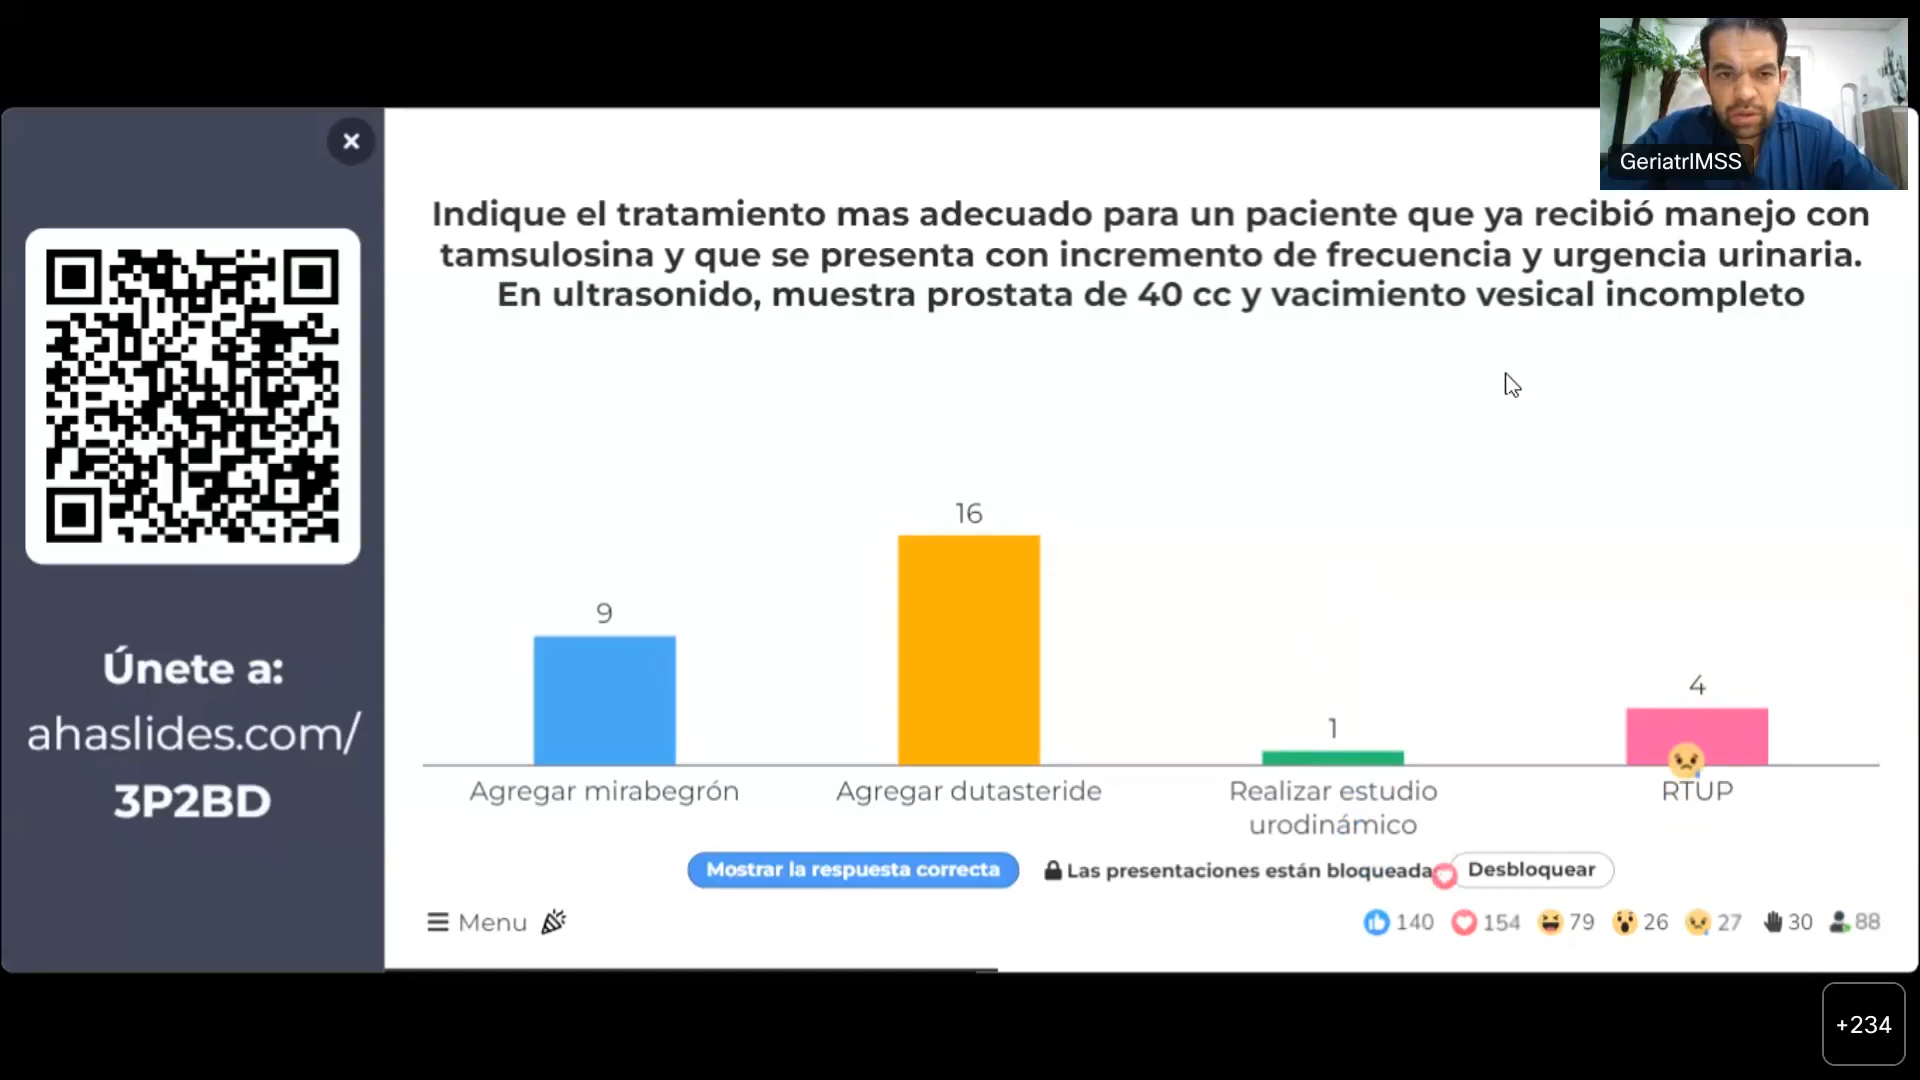 GeriatrIMSS
Indique el tratamiento mas adecuado para un paciente que ya recibió manejo con
tamsulosina y que se presenta con incremento de frecuencia y urgencia urinaria.
En ultrasonido, muestra prostata de 40 cc y vacimiento vesical incompleto
Únete a:
ahaslides.com/
3P2BD
9
16
1
4
Agregar mirabegrón
Agregar dutasteride
Realizar estudio
urodinámico
RTUP
Mostrar la respuesta correcta
Las presentaciones están bloqueada
Desbloquear
Menu
140
154
79
26
27
30
88
+234